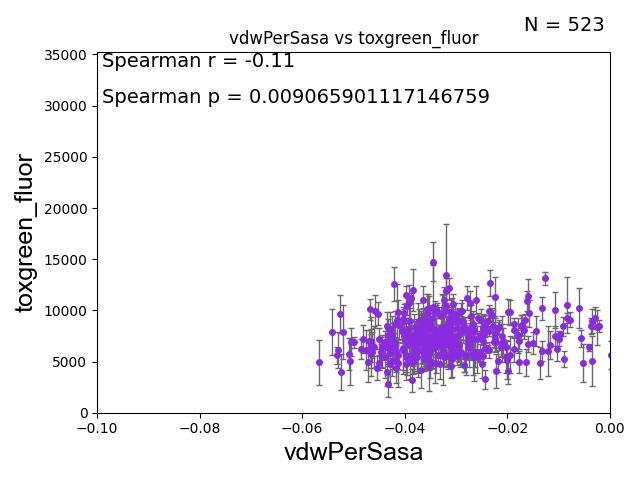 N = 523
vdwPerSasa vs toxgreen_fluor
Spearman r = -0.11
Spearman p = 0.009065901117146759
toxgreen_fluor
35000
30000
25000
20000
15000
10000
5000
0
−0.10
−0.08
−0.06
−0.04
−0.02
0.00
vdwPerSasa